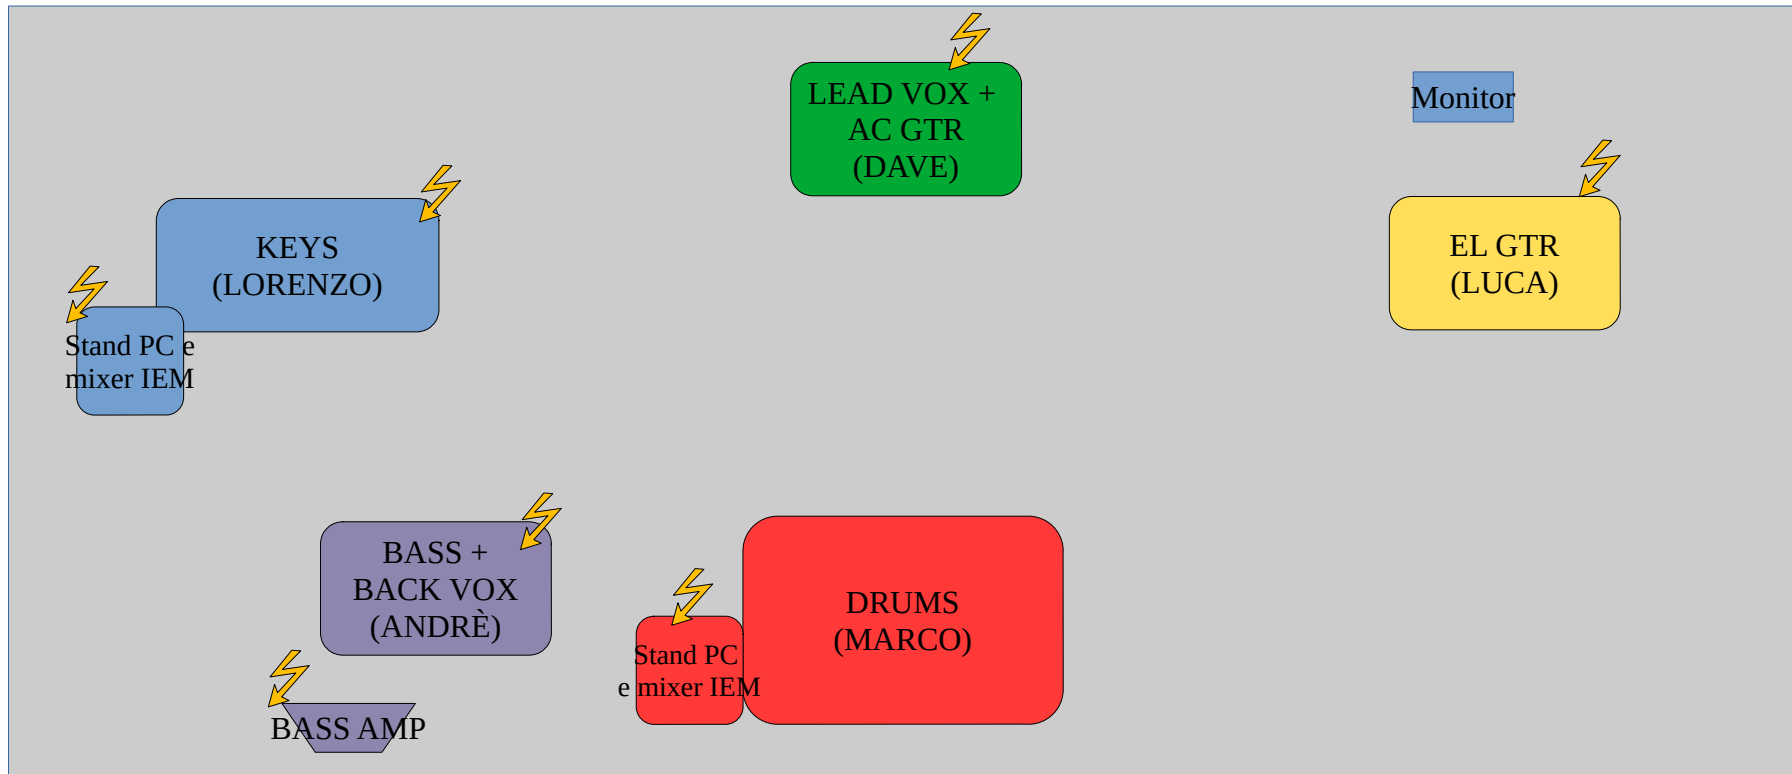 LEAD VOX +
AC GTR
(DAVE)
Monitor
KEYS
(LORENZO)
EL GTR
(LUCA)
Stand PC e
mixer IEM
BASS +
BACK VOX
(ANDRÈ)
DRUMS
(MARCO)
Stand PC
e mixer IEM
BASS AMP